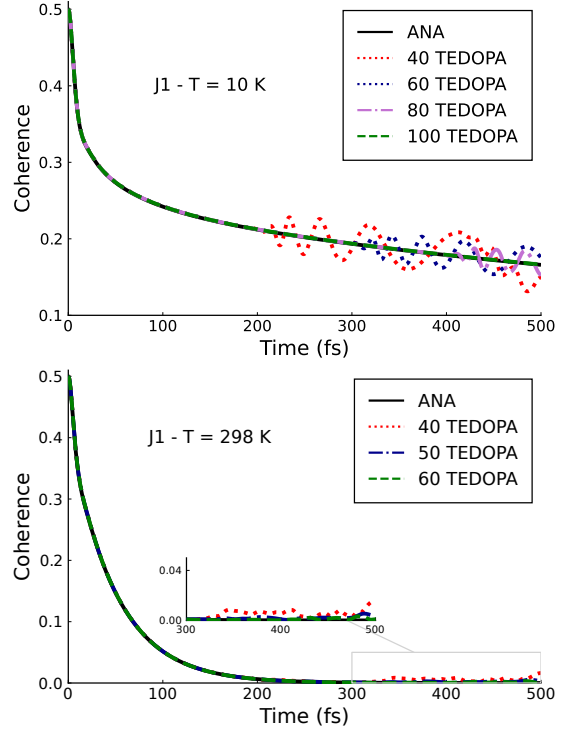 0.5
0.4
0.3
0.2
0.1
Coherence
J1 - T = 10 K
ANA
40 TEDOPA
60 TEDOPA
80 TEDOPA
100 TEDOPA
0 100 200 300 400 500
Time (fs)
0.5
0.4
0.3
0.2
0.1
0.0
Coherence
J1 - T = 298 K
ANA
40 TEDOPA
50 TEDOPA
60 TEDOPA
0.04
0.00
300 400 500
0 100 200 300 400 500
Time (fs)